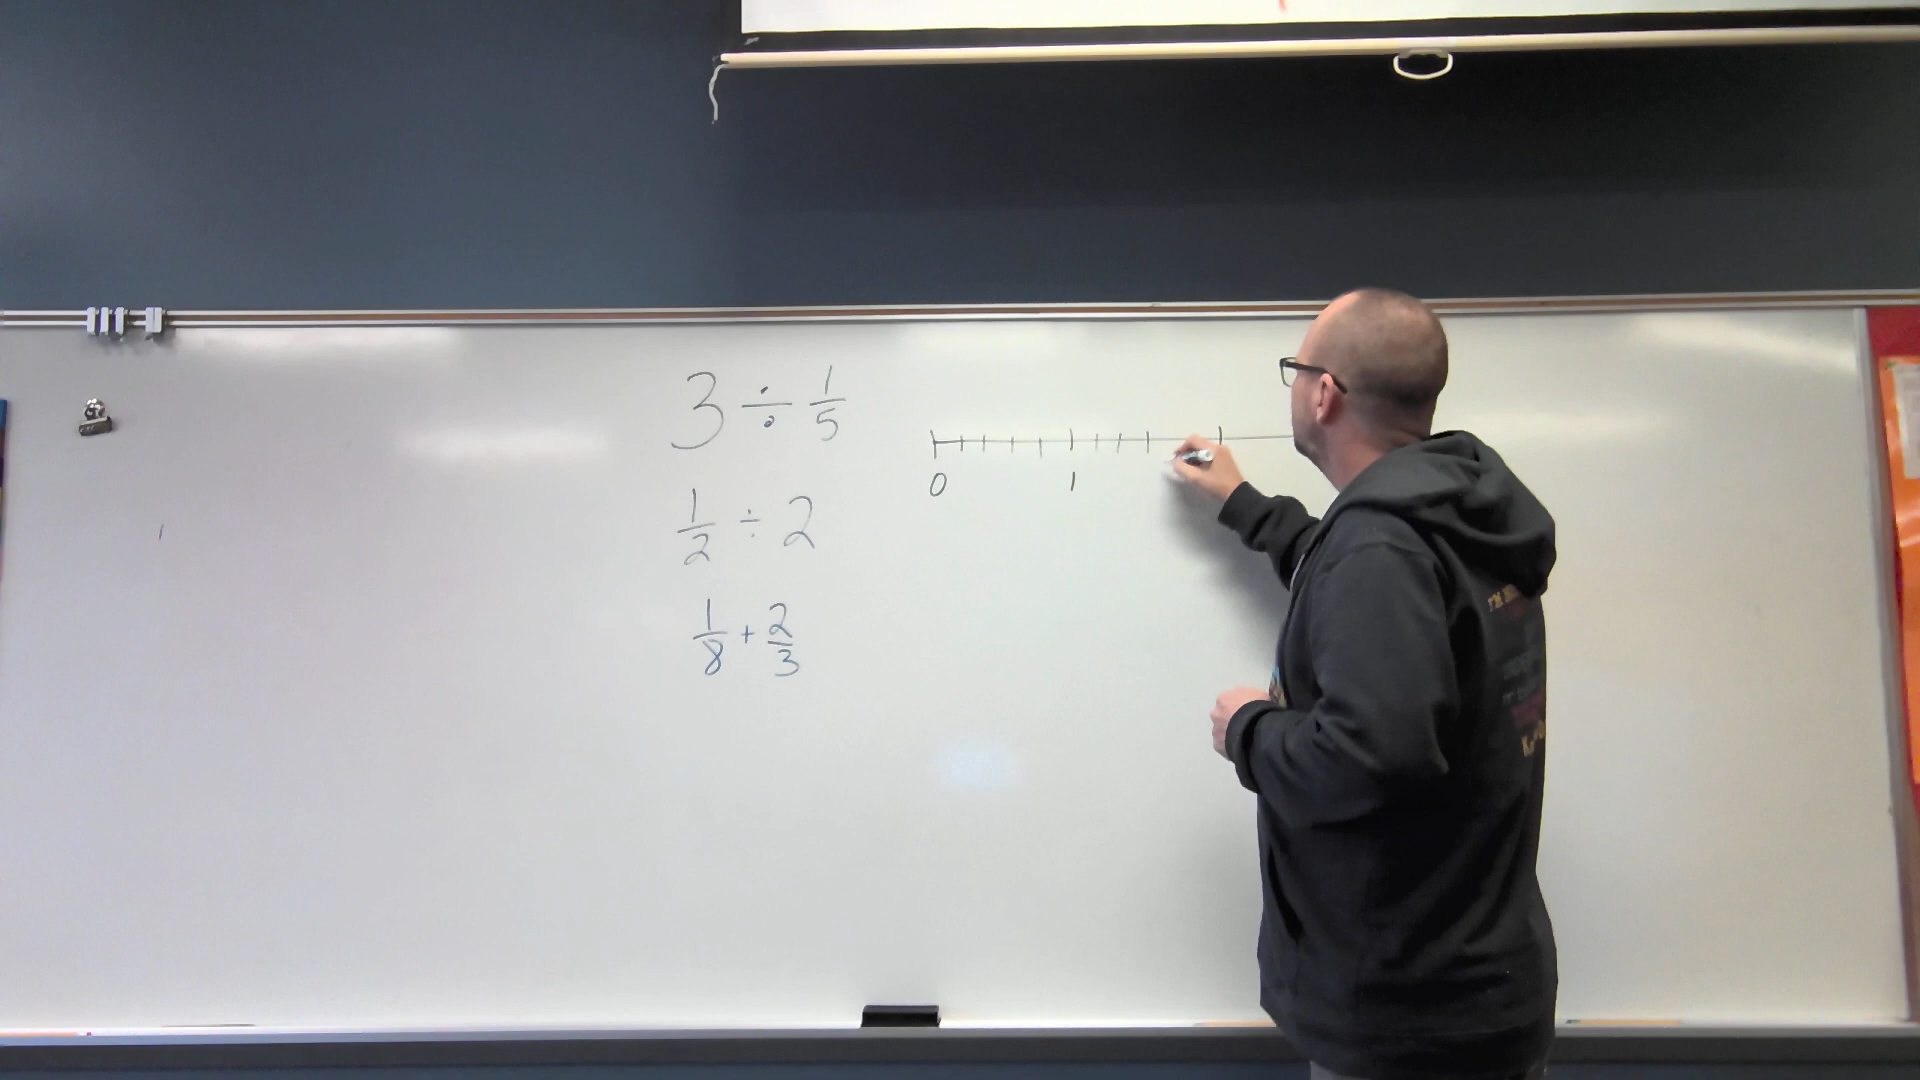 3 ÷ 1/5
0 1
1/2 ÷ 2
1/8 + 2/3